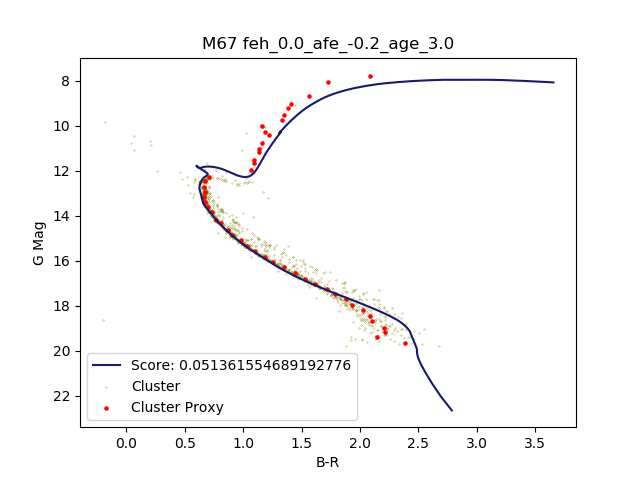 M67 feh_0.0_afe_-0.2_age_3.0
8
10
12
14
16
18
20
22
G Mag
Score: 0.051361554689192776
Cluster
Cluster Proxy
0.0 0.5 1.0 1.5 2.0 2.5 3.0 3.5
B-R